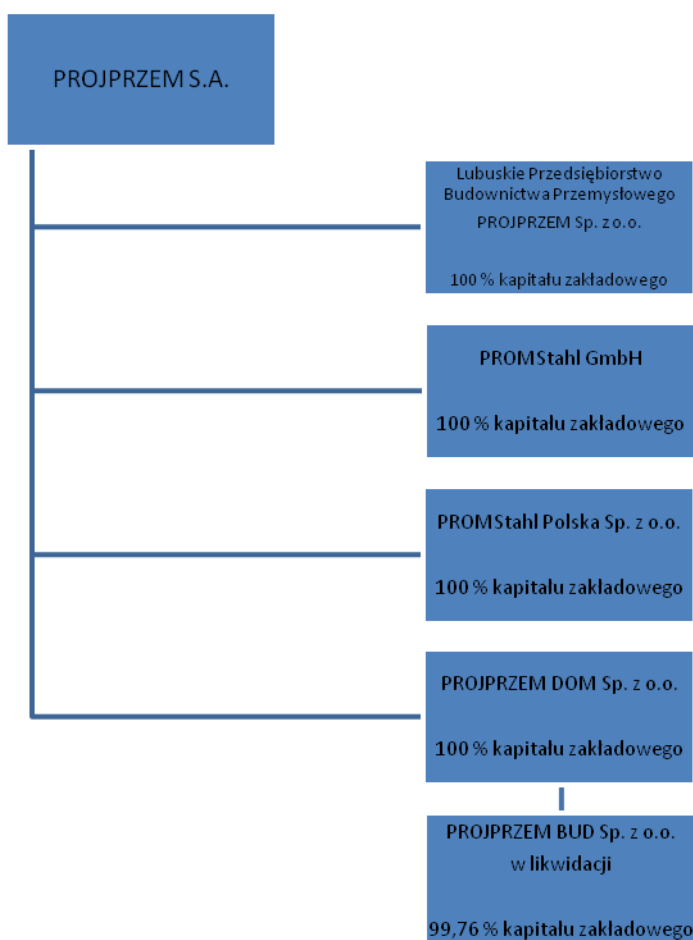 PROJPRZEM S.A.
Lubuskie Przedsiębiorstwo
Budownictwa Przemysłowego
PROJPRZEM Sp. z o.o.
100 % kapitału zakładowego
PROMStahl GmbH
100 % kapitału zakładowego
PROMStahl Polska Sp. z o.o.
100 % kapitału zakładowego
PROJPRZEM DOM Sp. z o.o.
100 % kapitału zakładowego
PROJPRZEM BUD Sp. z o.o.
w likwidacji
99,76 % kapitału zakładowego